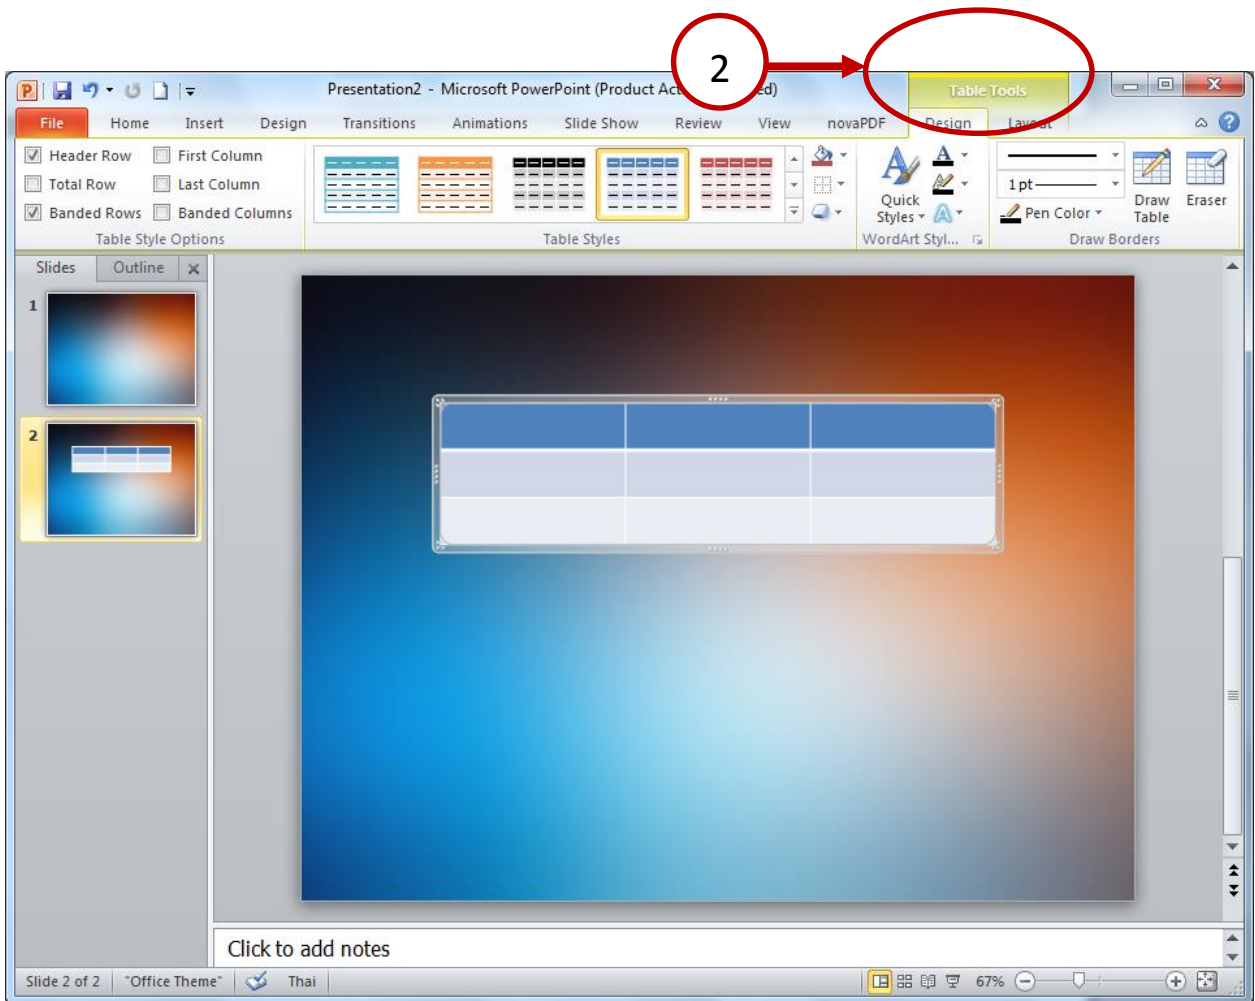 2
Presentation2 - Microsoft PowerPoint (Product Act ed)
Table Tools
File Home Insert Design Transitions Animations Slide Show Review View novaPDF Design Layout
Header Row First Column
Total Row Last Column
Banded Rows Banded Columns
Table Style Options
Table Styles
Quick
Styles
WordArt Styl...
1 pt
Pen Color
Draw
Table
Eraser
Draw Borders
Slides Outline
1
2
Click to add notes
Slide 2 of 2 "Office Theme" Thai 67%